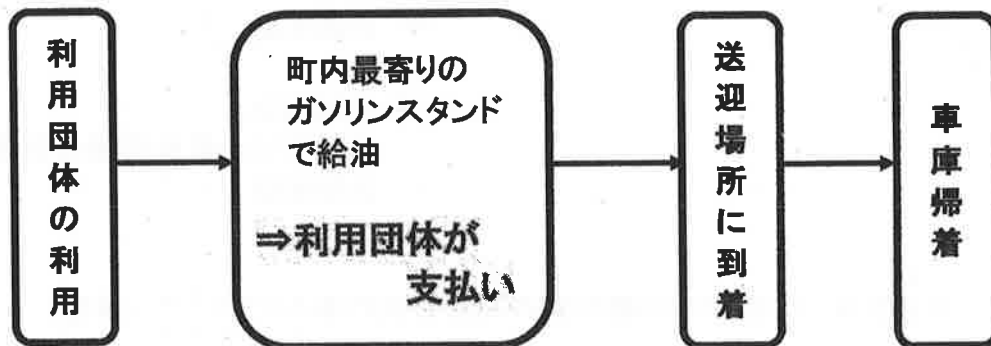 利用団体の利用
町内最寄りの
ガソリンスタンド
で給油
⇒利用団体が
支払い
送迎場所に到着
車庫帰着